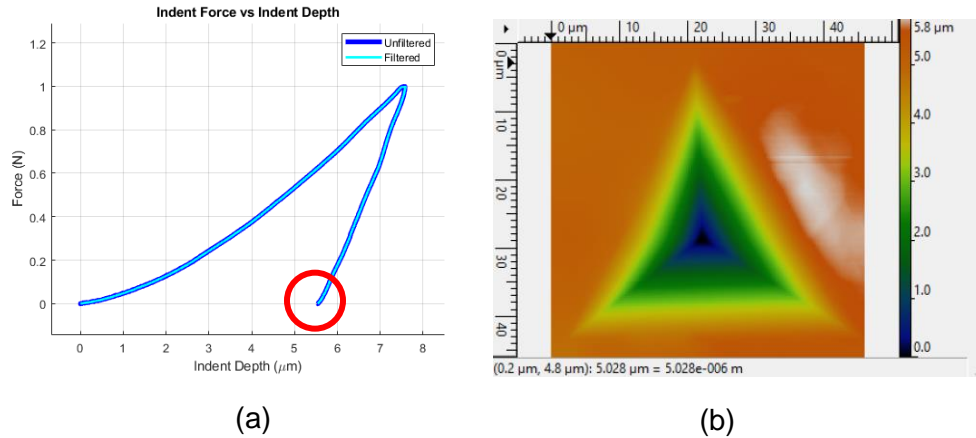 Indent Force vs Indent Depth
Unfiltered
Filtered
1.2
1
0.8
0.6
0.4
0.2
0
Force (N)
0 1 2 3 4 5 6 7 8
Indent Depth (μm)
(a)
0 µm 20 40
0 µm
10
20
30
40
5.8 µm
5.0
4.0
3.0
2.0
1.0
0.0
(0.2 µm, 4.8 µm): 5.028 µm = 5.028e-006 m
(b)